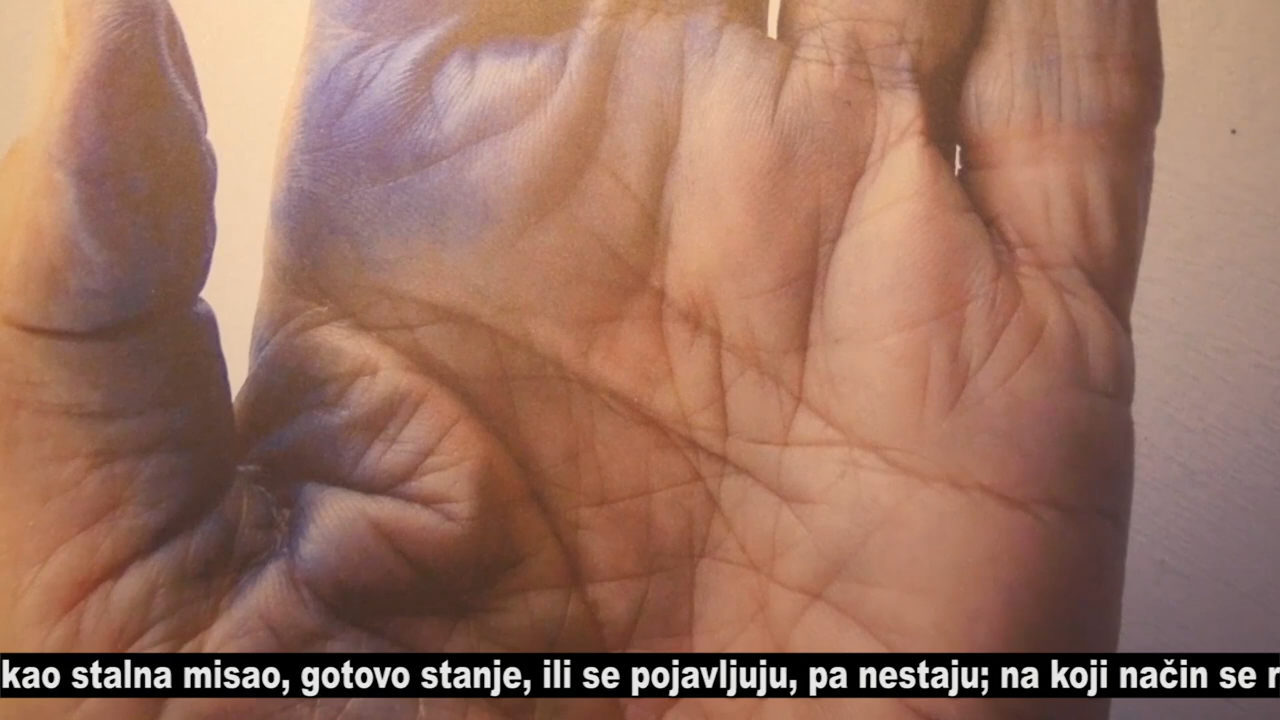 kao stalna misao, gotovo stanje, ili se pojavljuju, pa nestaju; na koji način se